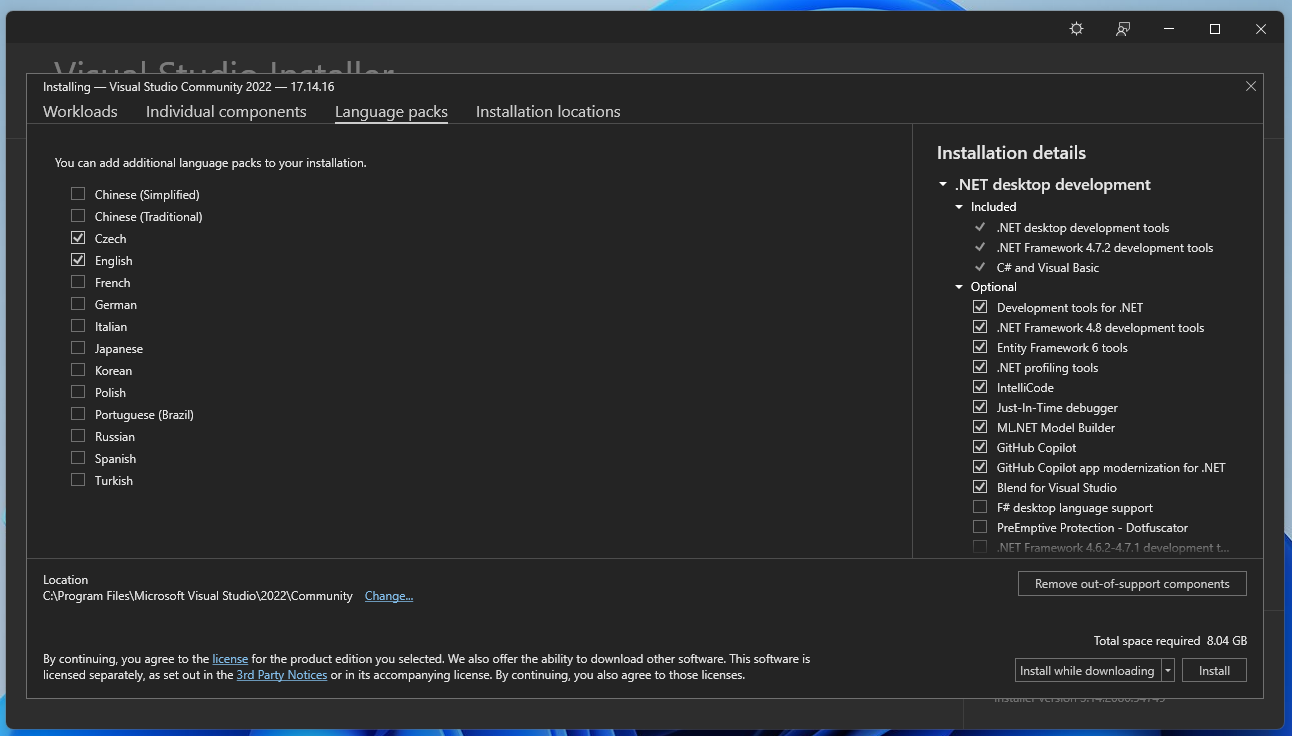 Visual Studio Installer
Installing — Visual Studio Community 2022 — 17.14.16
Workloads Individual components Language packs Installation locations
You can add additional language packs to your installation.
Chinese (Simplified)
Chinese (Traditional)
Czech
English
French
German
Italian
Japanese
Korean
Polish
Portuguese (Brazil)
Russian
Spanish
Turkish
Installation details
.NET desktop development
Included
.NET desktop development tools
.NET Framework 4.7.2 development tools
C# and Visual Basic
Optional
Development tools for .NET
.NET Framework 4.8 development tools
Entity Framework 6 tools
.NET profiling tools
IntelliCode
Just-In-Time debugger
ML.NET Model Builder
GitHub Copilot
GitHub Copilot app modernization for .NET
Blend for Visual Studio
F# desktop language support
PreEmptive Protection - Dotfuscator
.NET Framework 4.6.2-4.7.1 development t...
Location
C:\Program Files\Microsoft Visual Studio\2022\Community Change...
Remove out-of-support components
Total space required 8.04 GB
By continuing, you agree to the license for the product edition you selected. We also offer the ability to download other software. This software is
licensed separately, as set out in the 3rd Party Notices or in its accompanying license. By continuing, you also agree to those licenses.
Install while downloading Install